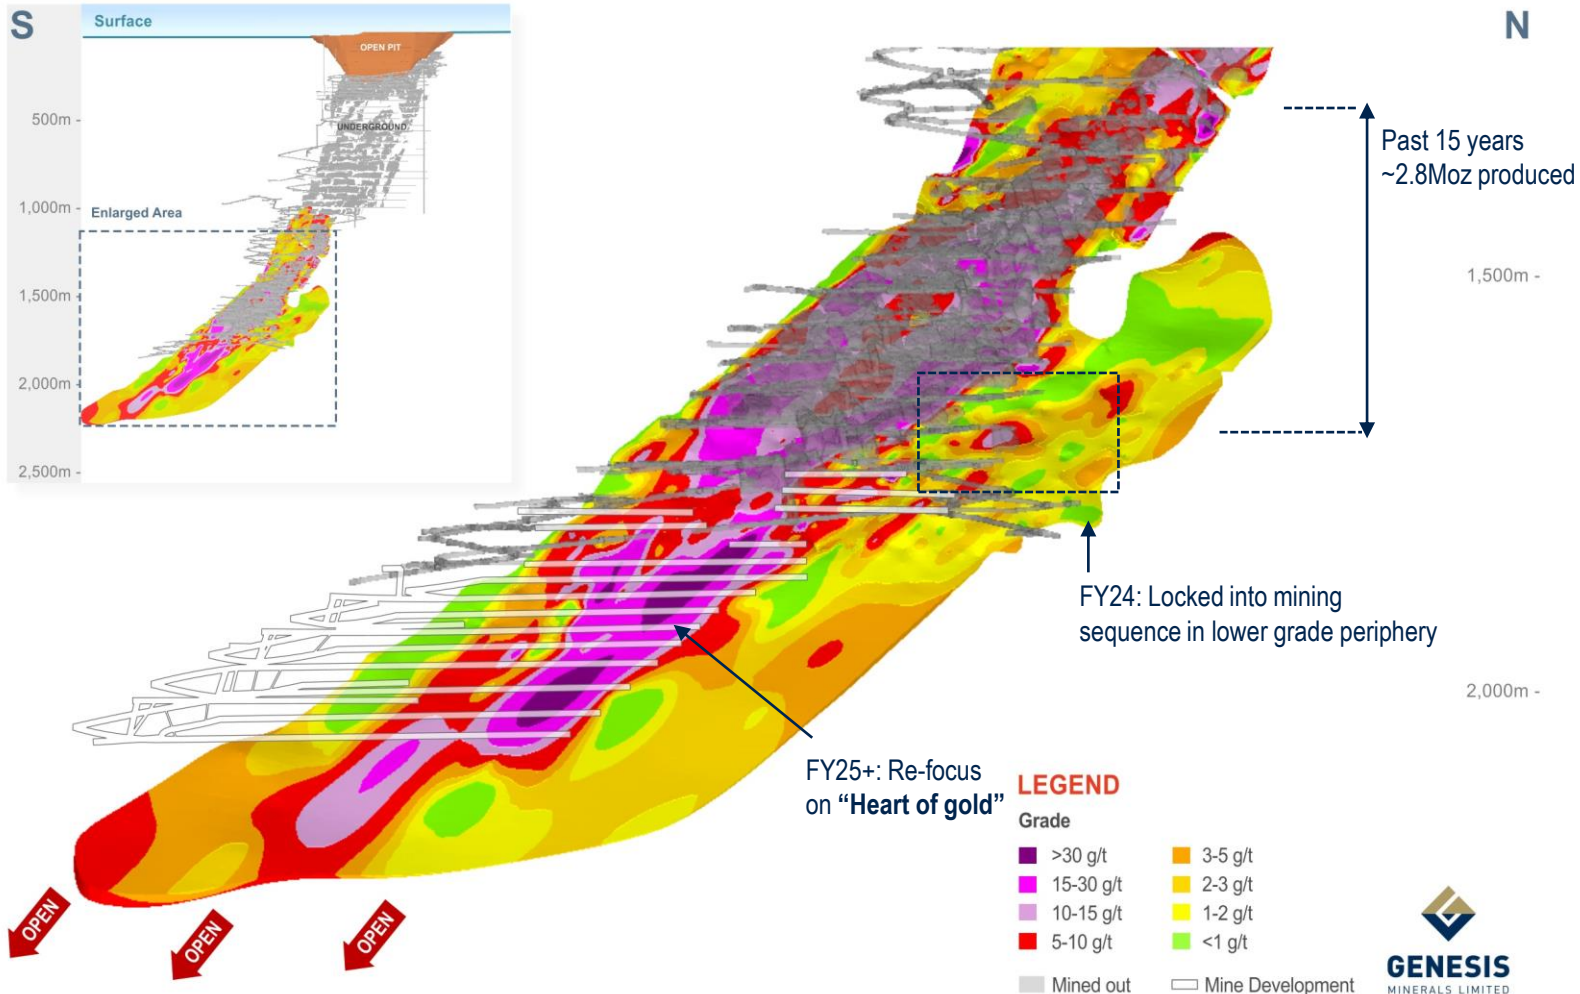 S
Surface
N
OPEN PIT
500m -
UNDERGROUND
1,000m -
Enlarged Area
1,500m -
2,000m -
2,500m -
Past 15 years
~2.8Moz produced
1,500m -
FY24: Locked into mining
sequence in lower grade periphery
2,000m -
FY25+: Re-focus
on “Heart of gold”
OPEN
OPEN
OPEN
LEGEND
Grade
>30 g/t
15-30 g/t
10-15 g/t
5-10 g/t
3-5 g/t
2-3 g/t
1-2 g/t
<1 g/t
Mined out
Mine Development
GENESIS
MINERALS LIMITED